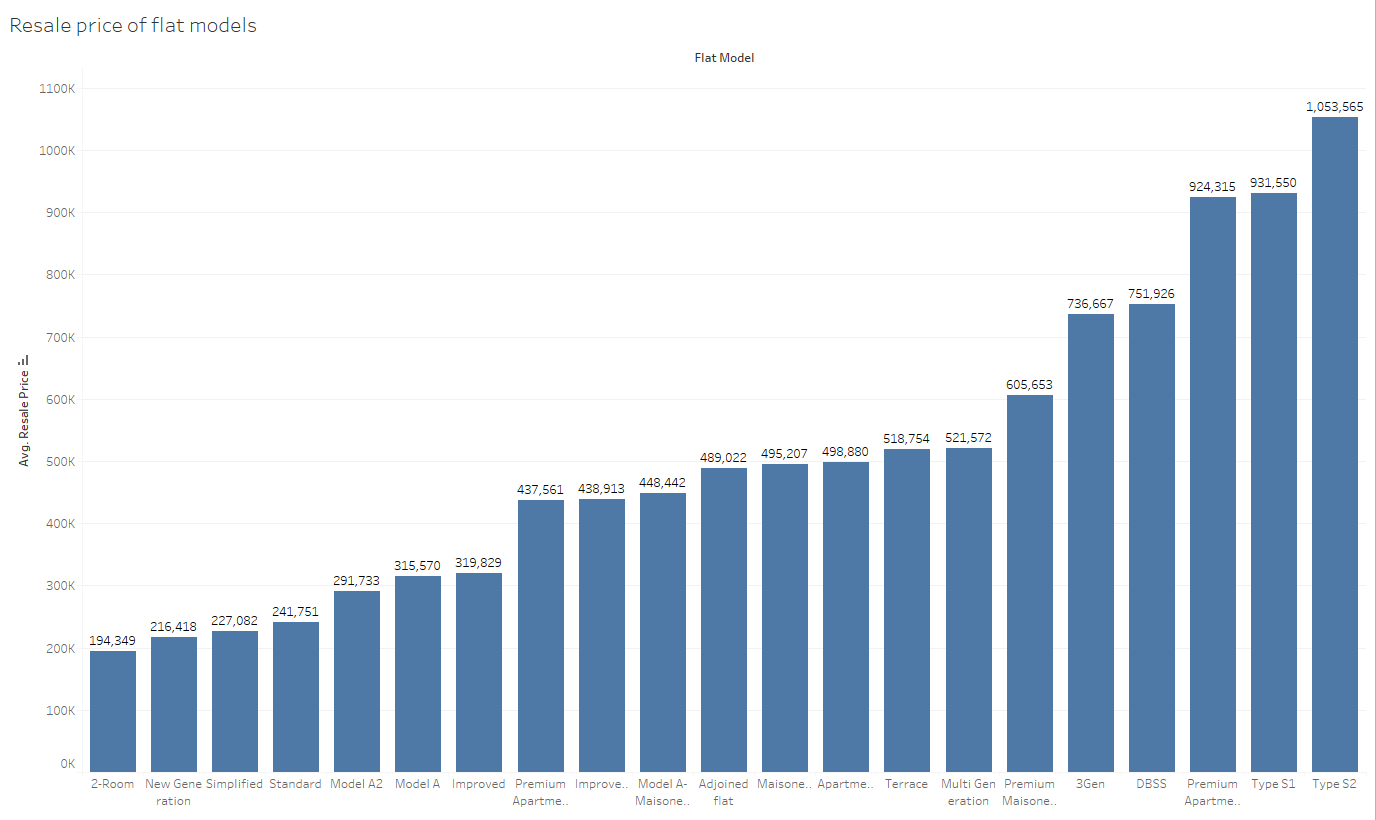 Resale price of flat models
Flat Model
Avg. Resale Price
1100K
1000K
900K
800K
700K
600K
500K
400K
300K
200K
100K
0K
194,349
216,418
227,082
241,751
291,733
315,570
319,829
437,561
438,913
448,442
489,022
495,207
498,880
518,754
521,572
605,653
736,667
751,926
924,315
931,550
1,053,565
2-Room
New Gene
ration
Simplified
Standard
Model A2
Model A
Improved
Premium
Apartme..
Improve..
Model A-
Maisone..
Adjoined
flat
Maisone..
Apartme..
Terrace
Multi Gen
eration
Premium
Maisone..
3Gen
DBSS
Premium
Apartme..
Type S1
Type S2